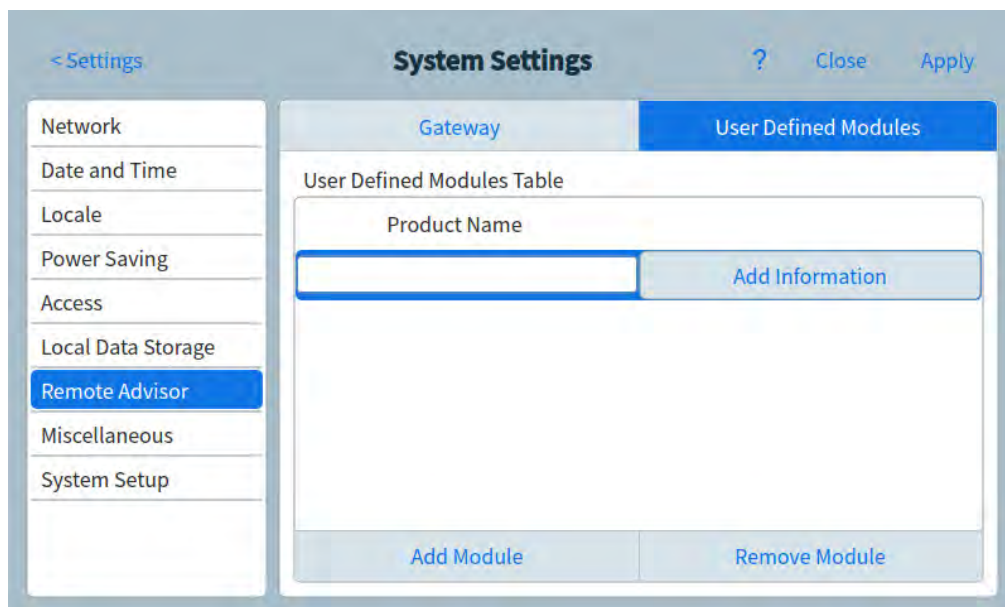 < Settings
System Settings
?
Close
Apply
Network
Date and Time
Locale
Power Saving
Access
Local Data Storage
Remote Advisor
Miscellaneous
System Setup
Gateway
User Defined Modules
User Defined Modules Table
Product Name
Add Information
Add Module
Remove Module